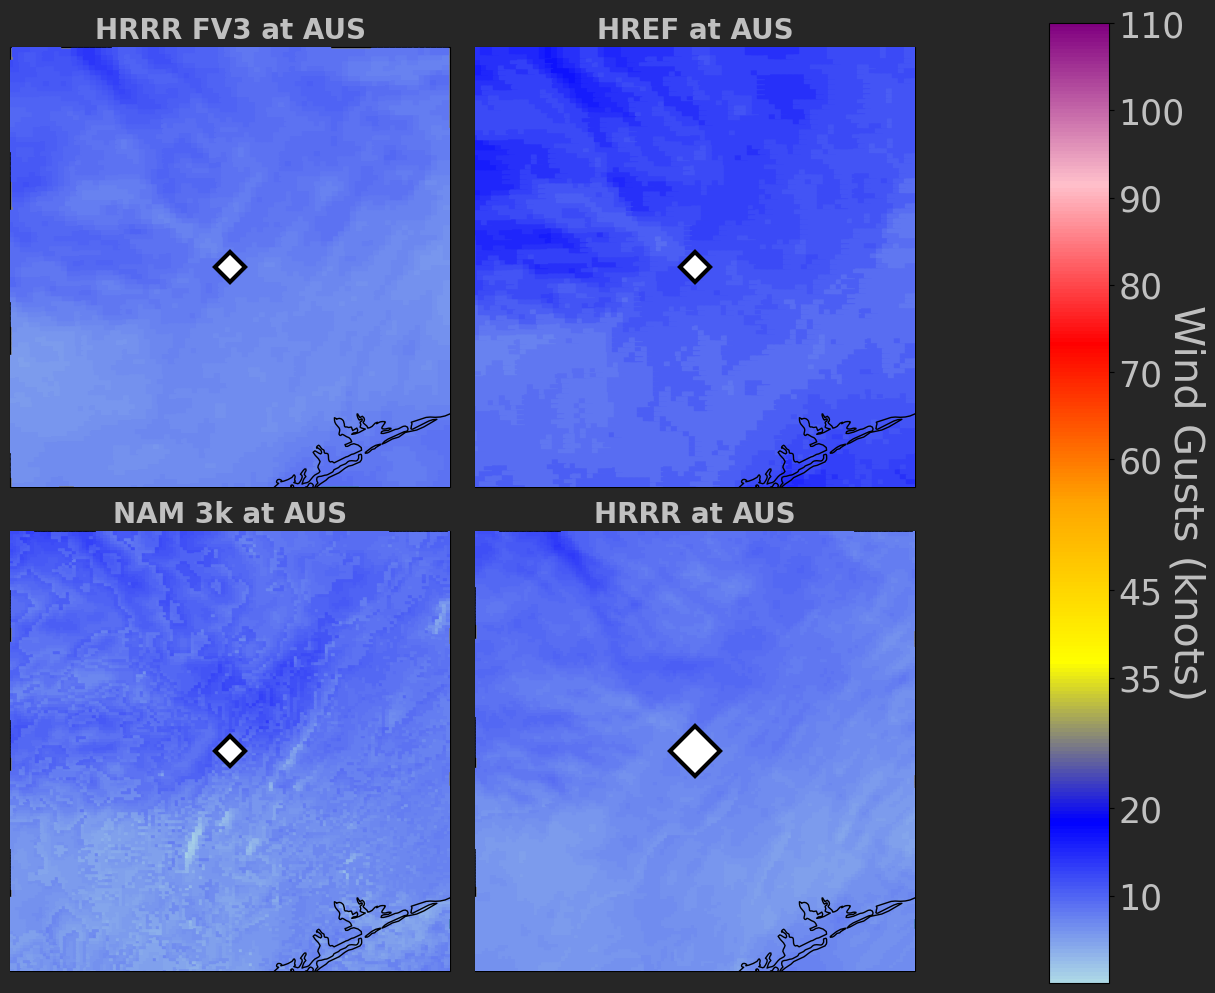 HRRR FV3 at AUS
HREF at AUS
NAM 3k at AUS
HRRR at AUS
110
100
90
80
70
60
45
35
20
10
Wind Gusts (knots)